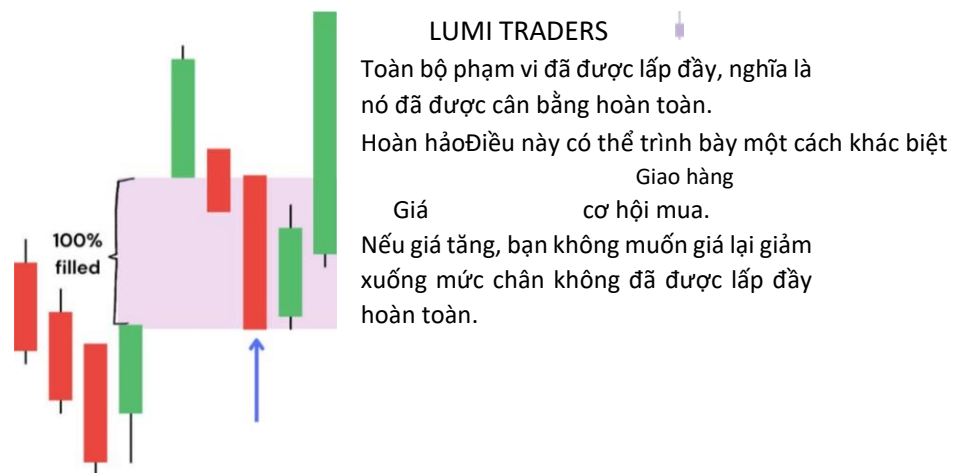 LUMI TRADERS
Toàn bộ phạm vi đã được lấp đầy, nghĩa là
nó đã được cân bằng hoàn toàn.
Hoàn hảoĐiều này có thể trình bày một cách khác biệt
Giao hàng
Giá cơ hội mua.
Nếu giá tăng, bạn không muốn giá lại giảm
xuống mức chân không đã được lấp đầy
hoàn toàn.
100%
filled